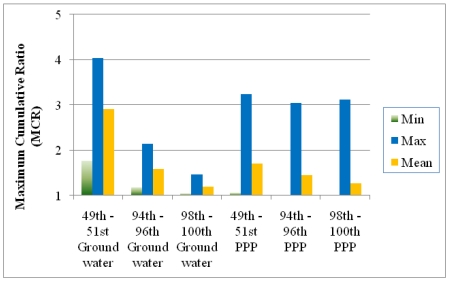 Maximum Cumulative Ratio
(MCR)
5
4
3
2
1
49th -
51st
Ground
water
94th -
96th
Ground
water
98th -
100th
Ground
water
49th -
51st
PPP
94th -
96th
PPP
98th -
100th
PPP
Min
Max
Mean